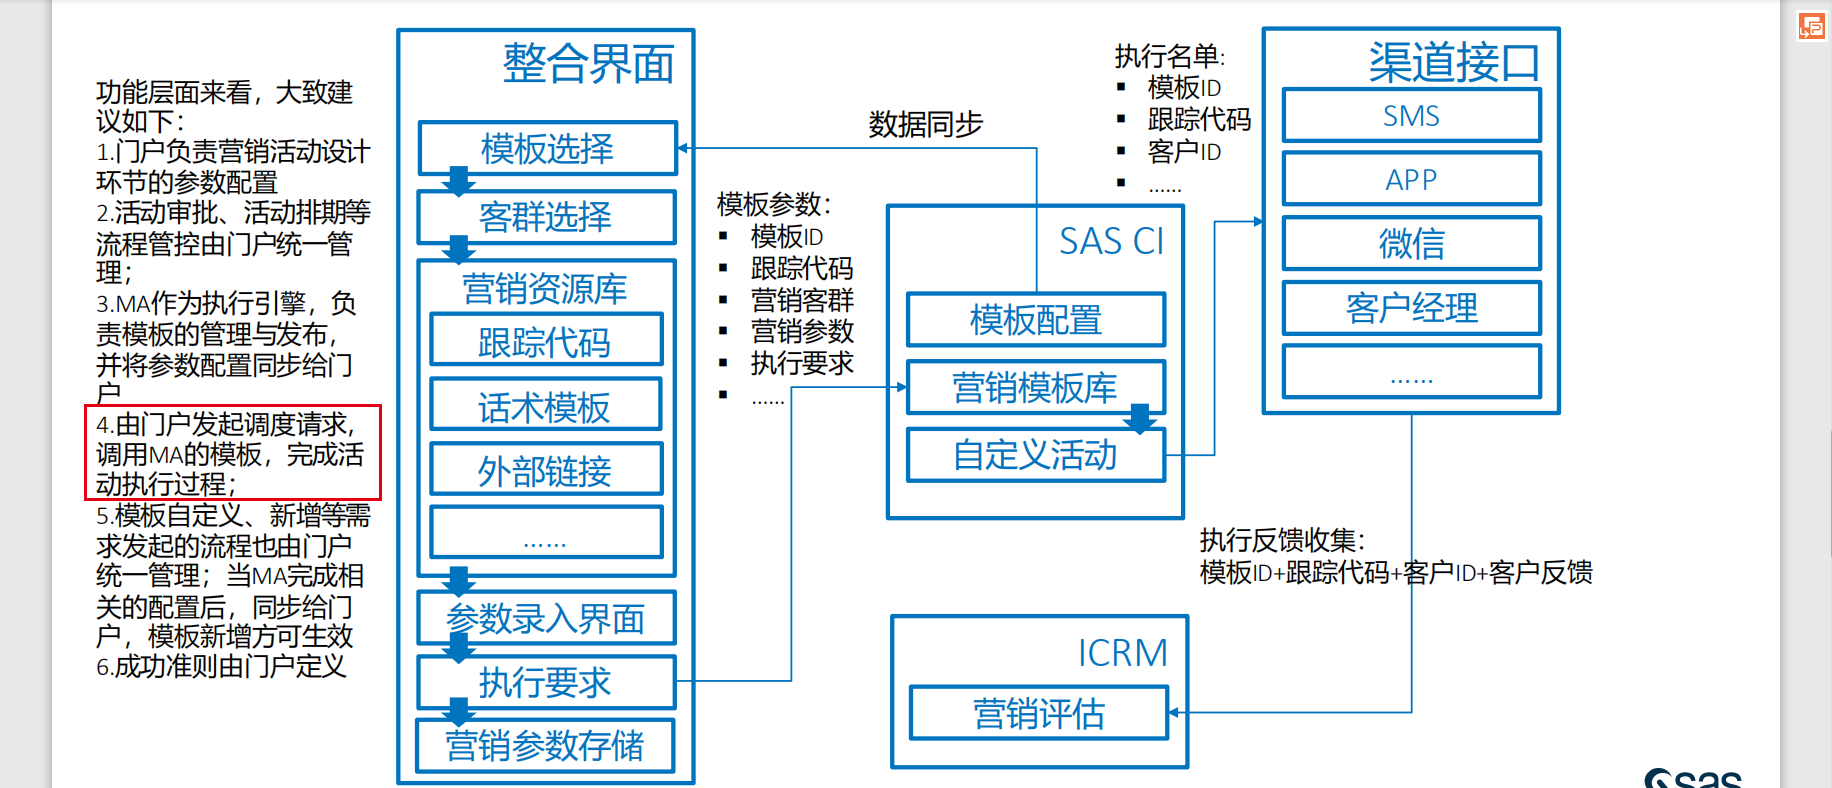 功能层面来看，大致建
议如下：
1.门户负责营销活动设计
环节的参数配置
2.活动审批、活动排期等
流程管控由门户统一管
理；
3.MA作为执行引擎，负
责模板的管理与发布，
并将参数配置同步给门
户
4.由门户发起调度请求，
调用MA的模板，完成活
动执行过程；
5.模板自定义、新增等需
求发起的流程也由门户
统一管理；当MA完成相
关的配置后，同步给门
户，模板新增方可生效
6.成功准则由门户定义
整合界面
模板选择
客群选择
营销资源库
跟踪代码
话术模板
外部链接
……
参数录入界面
执行要求
营销参数存储
数据同步
模板参数：
▪ 模板ID
▪ 跟踪代码
▪ 营销客群
▪ 营销参数
▪ 执行要求
▪ ……
SAS CI
模板配置
营销模板库
自定义活动
执行名单:
▪ 模板ID
▪ 跟踪代码
▪ 客户ID
▪ ……
渠道接口
SMS
APP
微信
客户经理
……
执行反馈收集：
模板ID+跟踪代码+客户ID+客户反馈
ICRM
营销评估
sas